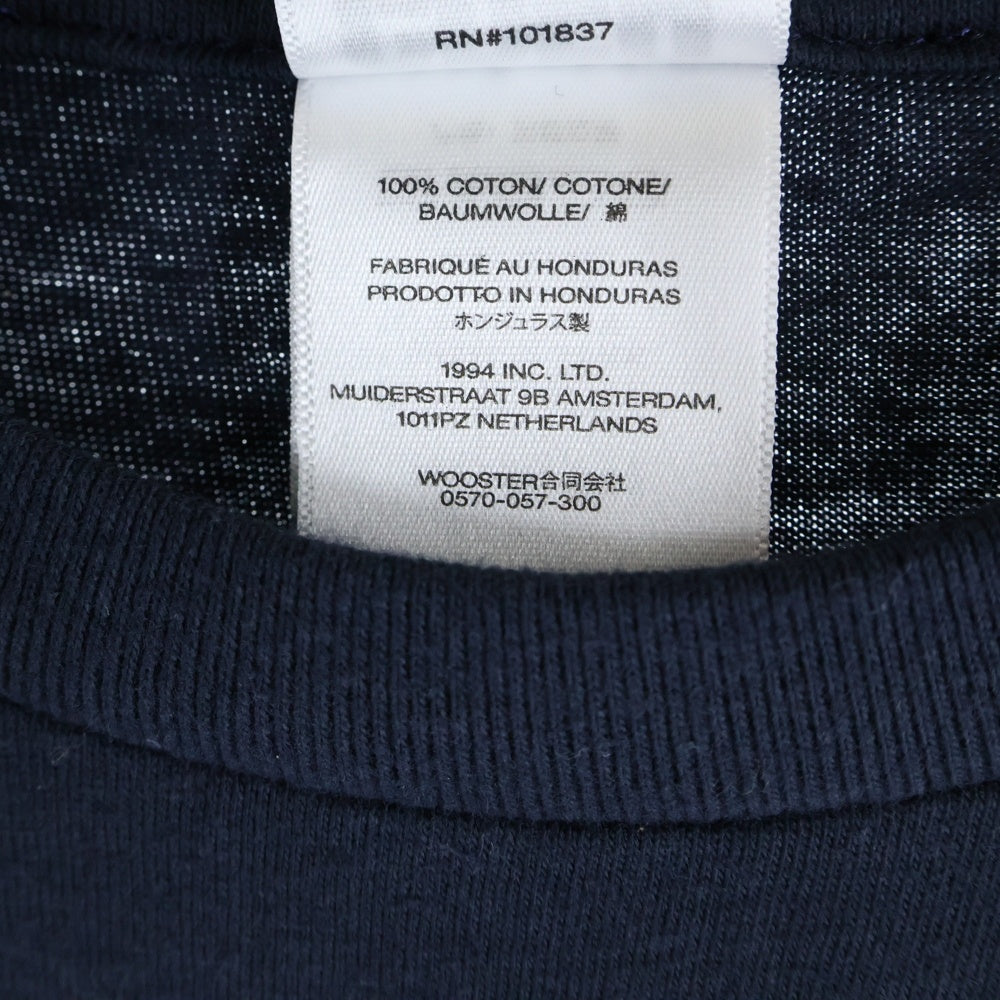 RN#101837
100% COTON/ COTONE/
BAUMWOLLE/ 綿
FABRIQUÉ AU HONDURAS
PRODOTTO IN HONDURAS
ホンジュラス製
1994 INC. LTD.
MUIDERSTRAAT 9B AMSTERDAM,
1011PZ NETHERLANDS
WOOSTER合同会社
0570-057-300